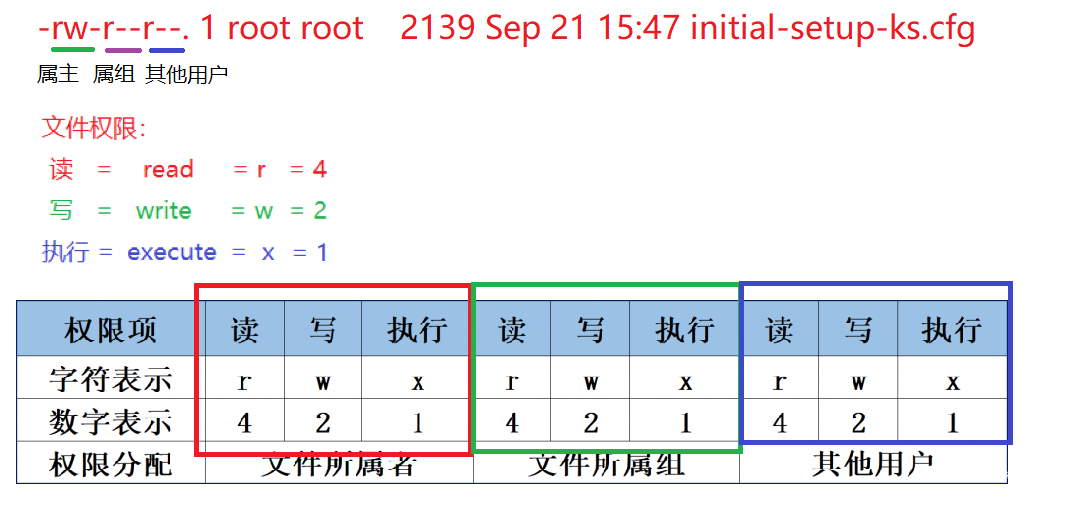 -rw-r--r--. 1 root root 2139 Sep 21 15:47 initial-setup-ks.cfg
属主 属组 其他用户
文件权限：
读 = read = r = 4
写 = write = w = 2
执行 = execute = x = 1
权限项 读 写 执行 读 写 执行 读 写 执行
字符表示 r w x r w x r w x
数字表示 4 2 1 4 2 1 4 2 1
权限分配 文件所属者 文件所属组 其他用户